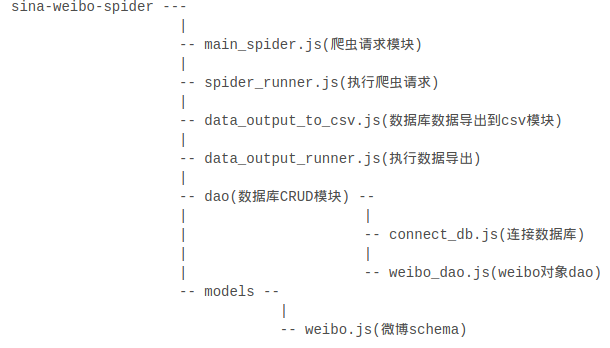 sina-weibo-spider ---
|
-- main_spider.js(爬虫请求模块)
|
-- spider_runner.js(执行爬虫请求)
|
-- data_output_to_csv.js(数据库数据导出到csv模块)
|
-- data_output_runner.js(执行数据导出)
|
-- dao(数据库CRUD模块) --
| |
| -- connect_db.js(连接数据库)
| |
| -- weibo_dao.js(weibo对象dao)
-- models --
|
-- weibo.js(微博schema)